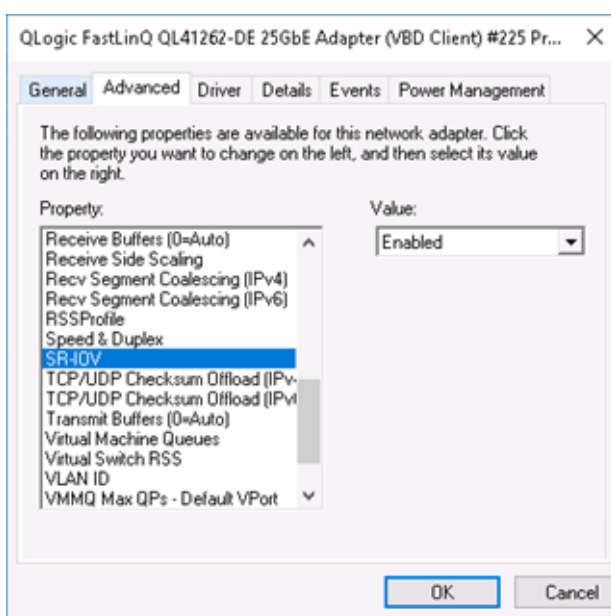 QLogic FastLinQ QL41262-DE 25GbE Adapter (VBD Client) #225 Pr...
General Advanced Driver Details Events Power Management
The following properties are available for this network adapter. Click
the property you want to change on the left, and then select its value
on the right.
Property: Value:
Receive Buffers (0=Auto) Enabled
Receive Side Scaling
Recv Segment Coalescing (IPv4)
Recv Segment Coalescing (IPv6)
RSSProfile
Speed & Duplex
SR-IOV
TCP/UDP Checksum Offload (IPv
TCP/UDP Checksum Offload (IPv
Transmit Buffers (0=Auto)
Virtual Machine Queues
Virtual Switch RSS
VLAN ID
VMMQ Max QPs - Default VPort
OK Cancel